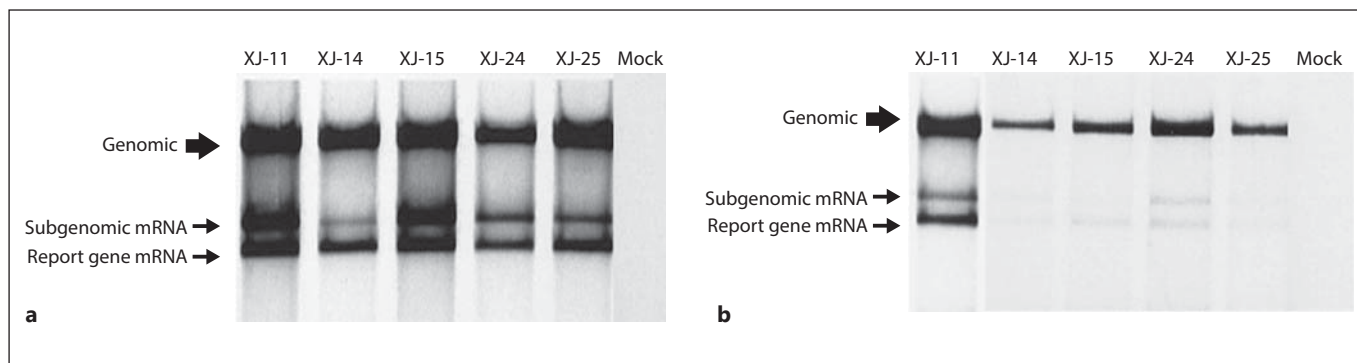 XJ-11 XJ-14 XJ-15 XJ-24 XJ-25 Mock
Genomic
Subgenomic mRNA
Report gene mRNA
a
XJ-11 XJ-14 XJ-15 XJ-24 XJ-25 Mock
Genomic
Subgenomic mRNA
Report gene mRNA
b